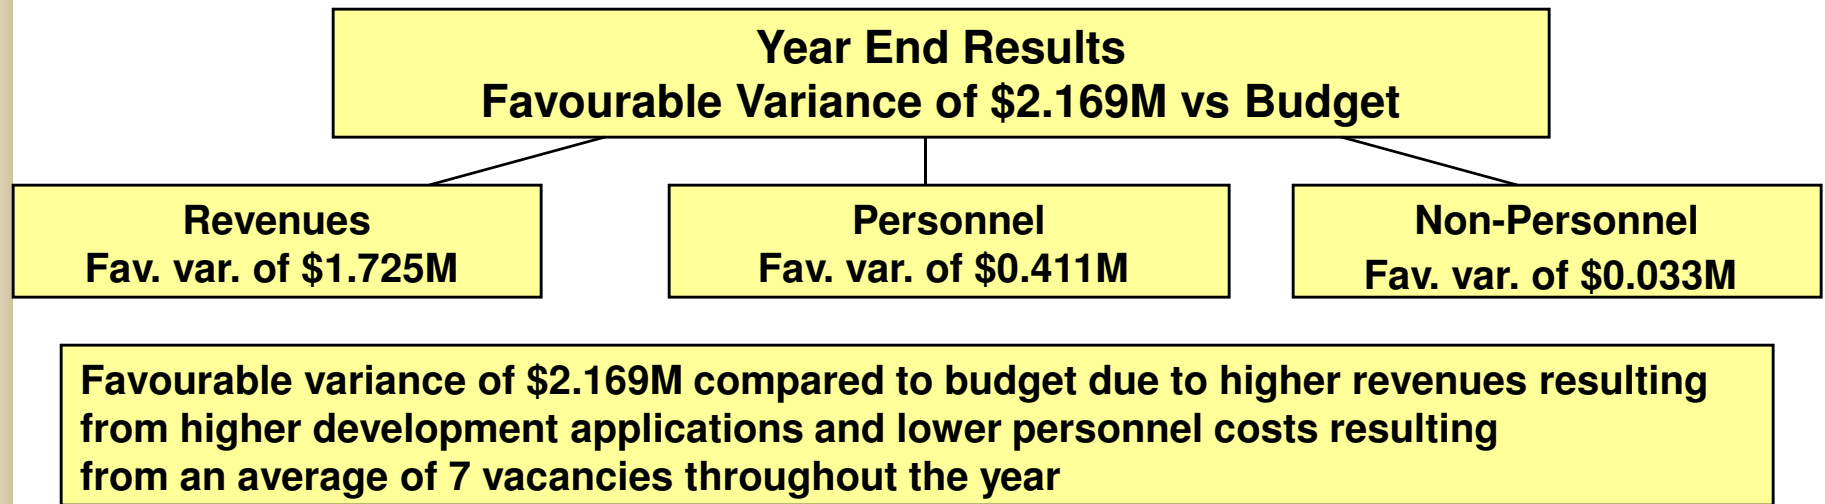 Year End Results
Favourable Variance of $2.169M vs Budget
Revenues
Fav. var. of $1.725M
Personnel
Fav. var. of $0.411M
Non-Personnel
Fav. var. of $0.033M
Favourable variance of $2.169M compared to budget due to higher revenues resulting
from higher development applications and lower personnel costs resulting
from an average of 7 vacancies throughout the year